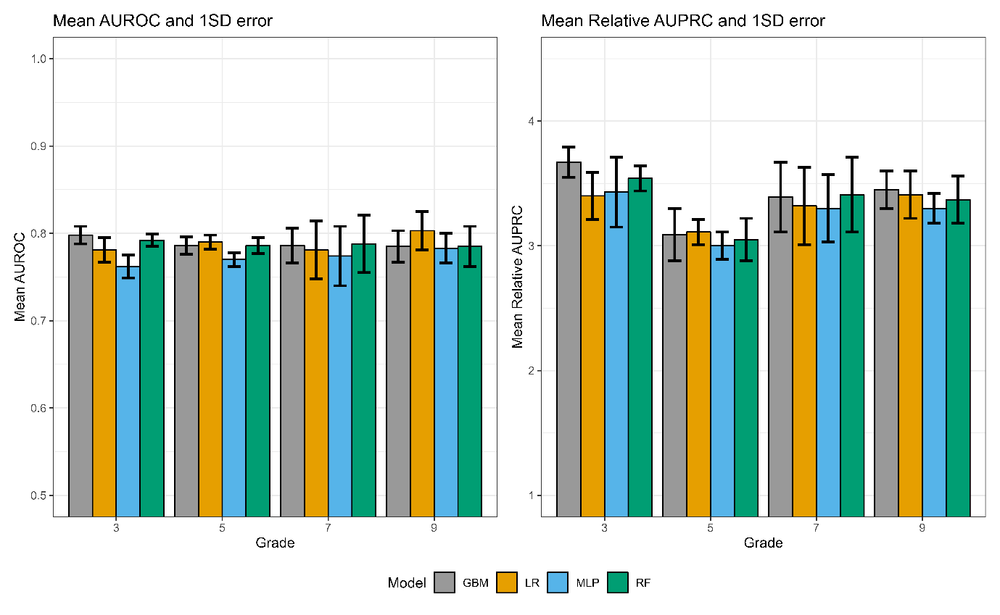 Mean AUROC and 1SD error
Mean AUROC
1.0
0.9
0.8
0.7
0.6
0.5
3 5 7 9
Grade
Mean Relative AUPRC and 1SD error
Mean Relative AUPRC
4
3
2
1
3 5 7 9
Grade
Model GBM LR MLP RF